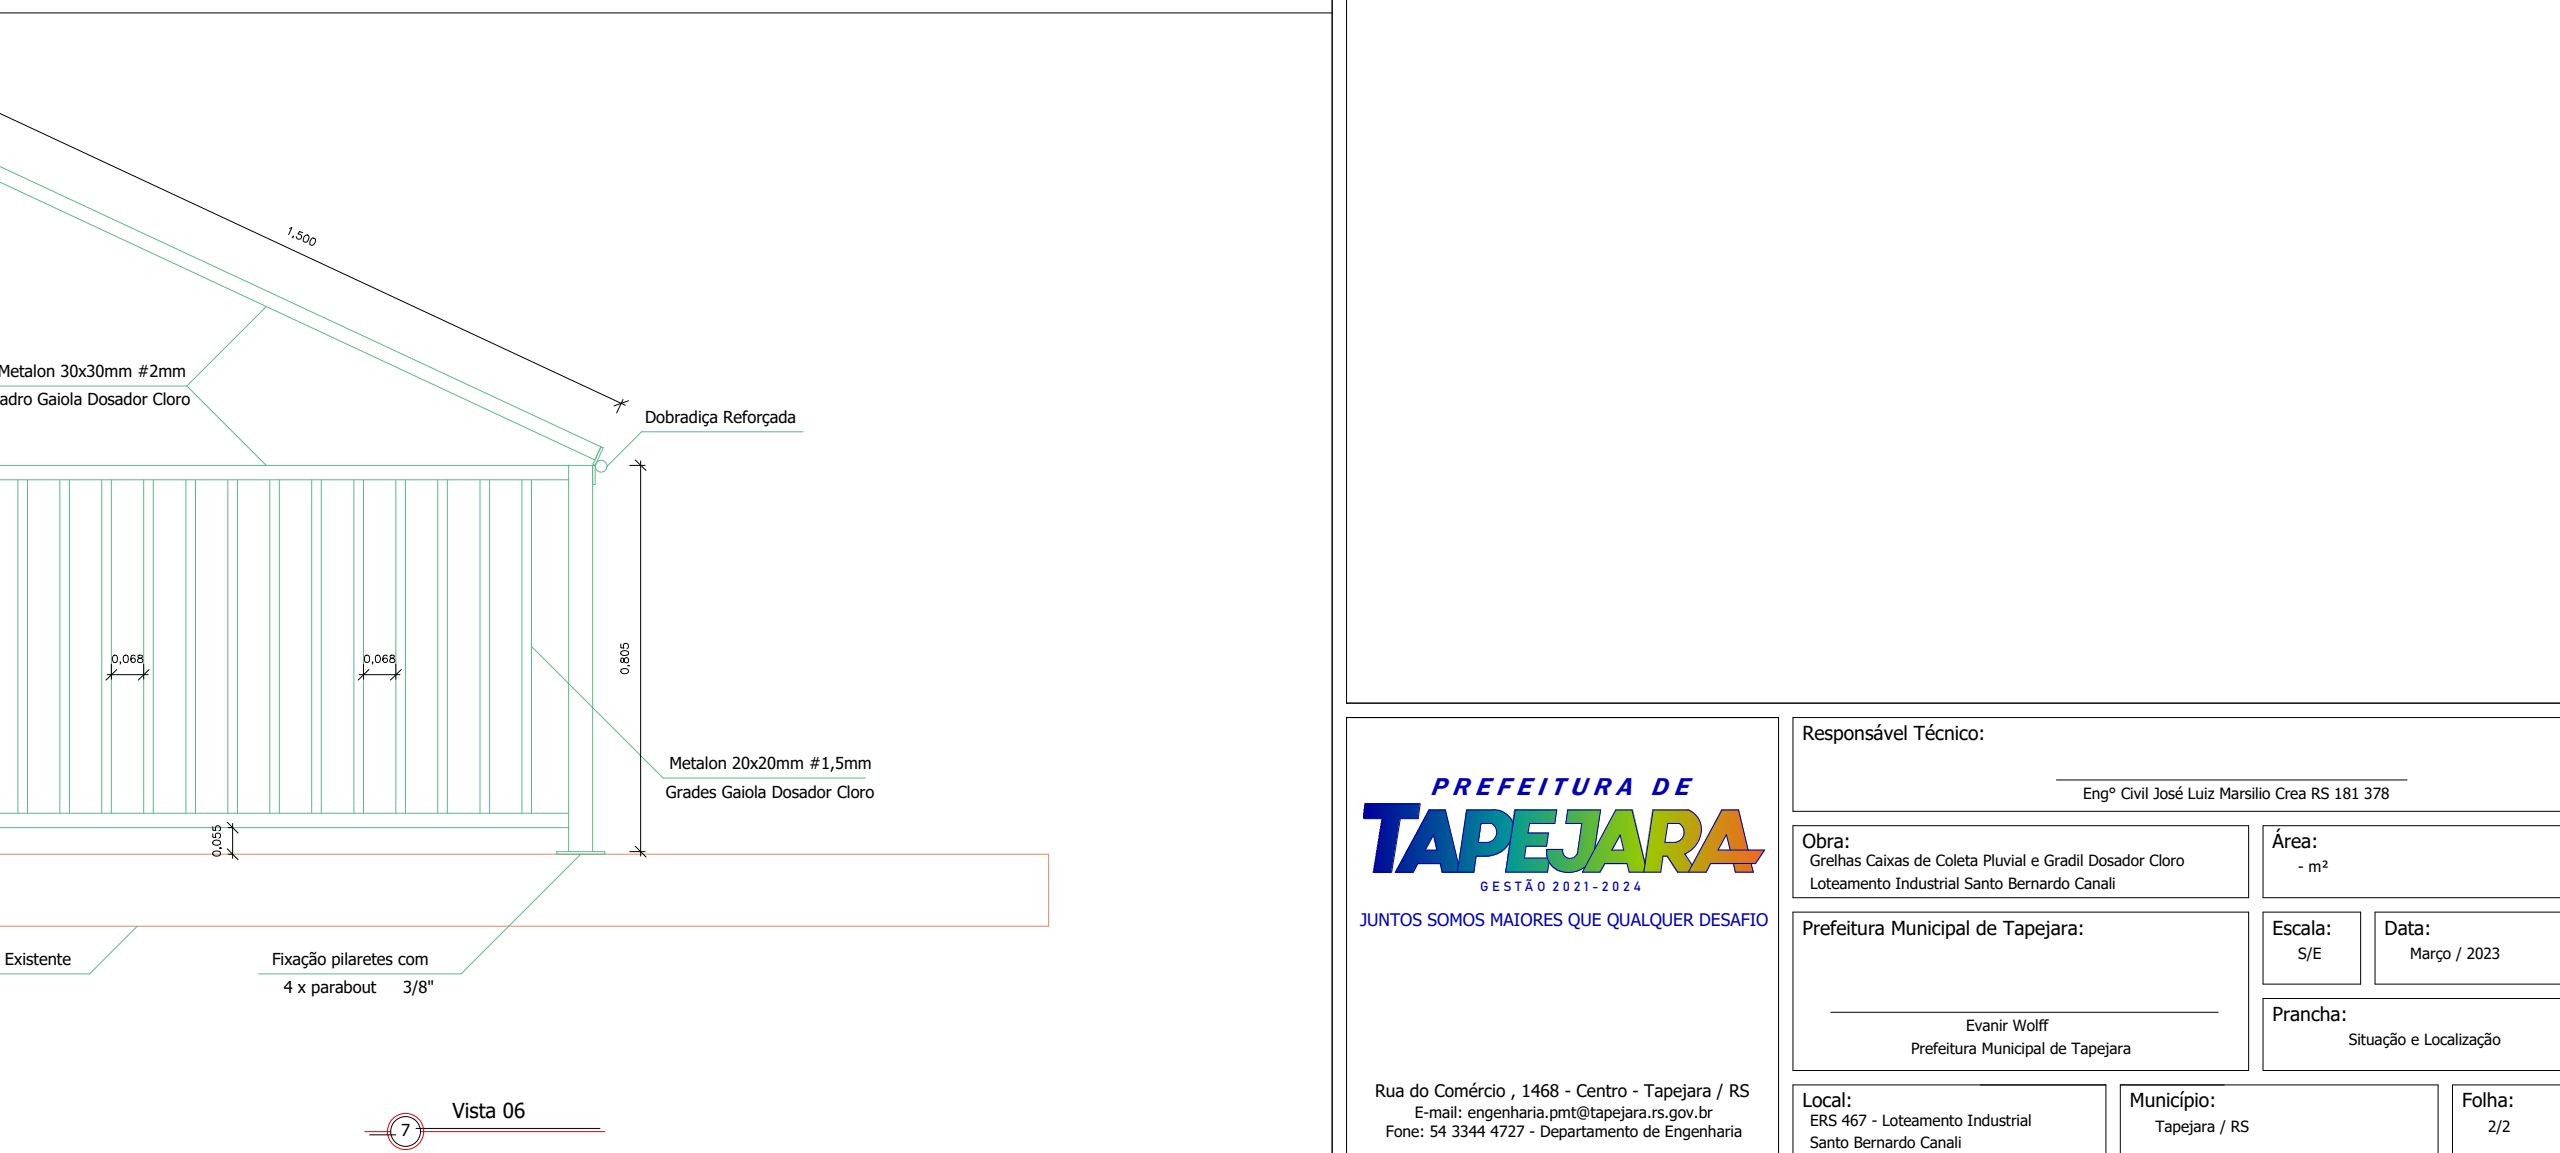 1,500
Metalon 30x30mm #2mm
adro Gaiola Dosador Cloro
Dobradiça Reforçada
0,068
0,068
0,805
Metalon 20x20mm #1,5mm
Grades Gaiola Dosador Cloro
0,055
Existente
Fixação pilaretes com
4 x parabout 3/8"
7
Vista 06
PREFEITURA DE
TAPEJARA
GESTÃO 2021-2024
JUNTOS SOMOS MAIORES QUE QUALQUER DESAFIO
Rua do Comércio , 1468 - Centro - Tapejara / RS
E-mail: engenharia.pmt@tapejara.rs.gov.br
Fone: 54 3344 4727 - Departamento de Engenharia
Responsável Técnico:
Eng° Civil José Luiz Marsilio Crea RS 181 378
Obra:
Grelhas Caixas de Coleta Pluvial e Gradil Dosador Cloro
Loteamento Industrial Santo Bernardo Canali
Área:
- m²
Prefeitura Municipal de Tapejara:
Evanir Wolff
Prefeitura Municipal de Tapejara
Escala:
S/E
Data:
Março / 2023
Prancha:
Situação e Localização
Local:
ERS 467 - Loteamento Industrial
Santo Bernardo Canali
Município:
Tapejara / RS
Folha:
2/2